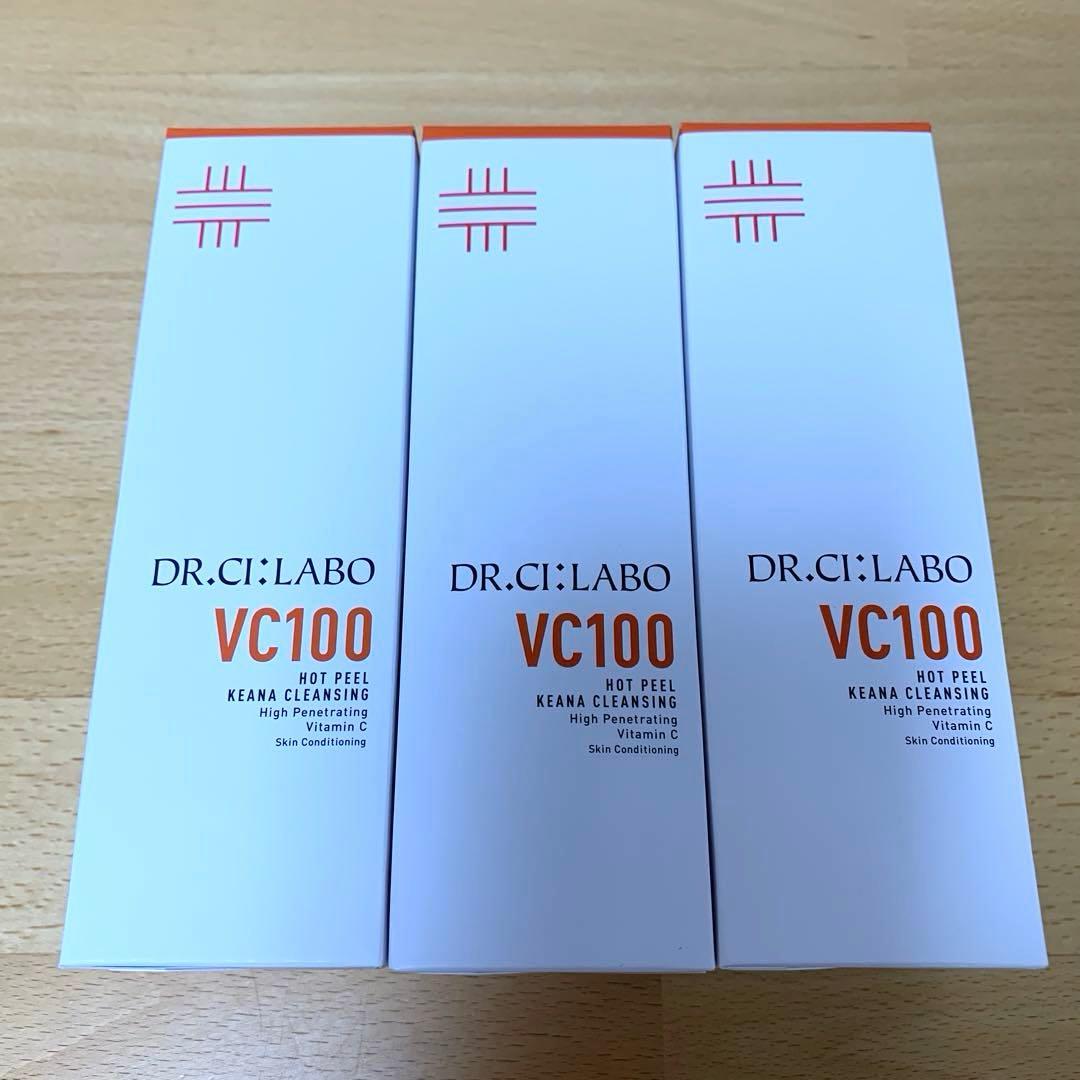 DR.CI:LABO
VC100
HOT PEEL
KEANA CLEANSING
High Penetrating
Vitamin C
Skin Conditioning
DR.CI:LABO
VC100
HOT PEEL
KEANA CLEANSING
High Penetrating
Vitamin C
Skin Conditioning
DR.CI:LABO
VC100
HOT PEEL
KEANA CLEANSING
High Penetrating
Vitamin C
Skin Conditioning